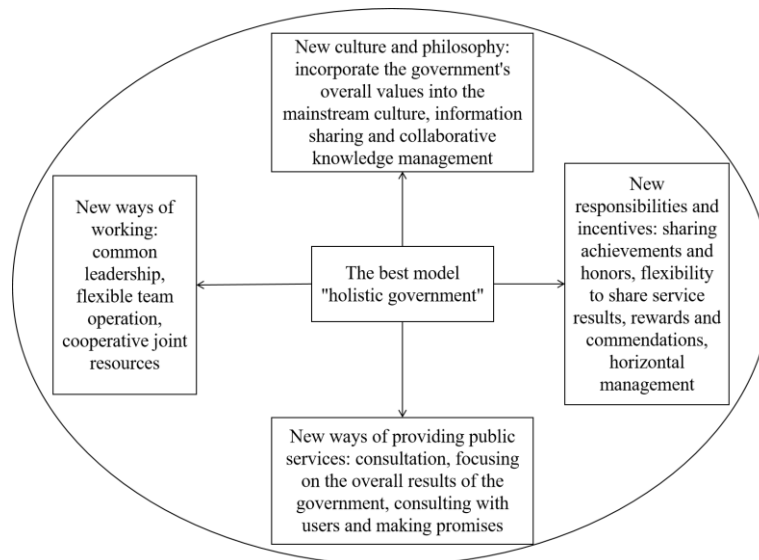 New culture and philosophy:
incorporate the government's
overall values into the
mainstream culture, information
sharing and collaborative
knowledge management
New ways of
working:
common
leadership,
flexible team
operation,
cooperative joint
resources
The best model
"holistic government"
New
responsibilities and
incentives: sharing
achievements and
honors, flexibility
to share service
results, rewards and
commendations,
horizontal
management
New ways of providing public
services: consultation, focusing
on the overall results of the
government, consulting with
users and making promises